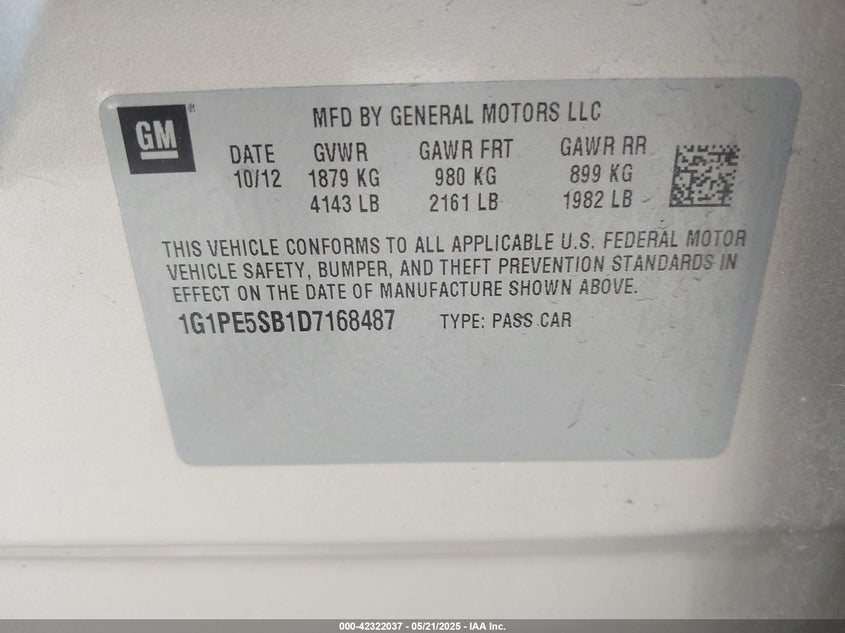 GM
MFD BY GENERAL MOTORS LLC
DATE GVWR GAWR FRT GAWR RR
10/12 1879 KG 980 KG 899 KG
4143 LB 2161 LB 1982 LB
THIS VEHICLE CONFORMS TO ALL APPLICABLE U.S. FEDERAL MOTOR
VEHICLE SAFETY, BUMPER, AND THEFT PREVENTION STANDARDS IN
EFFECT ON THE DATE OF MANUFACTURE SHOWN ABOVE.
1G1PE5SB1D7168487 TYPE: PASS CAR
000-42322037 - 05/21/2025 - IAA Inc.